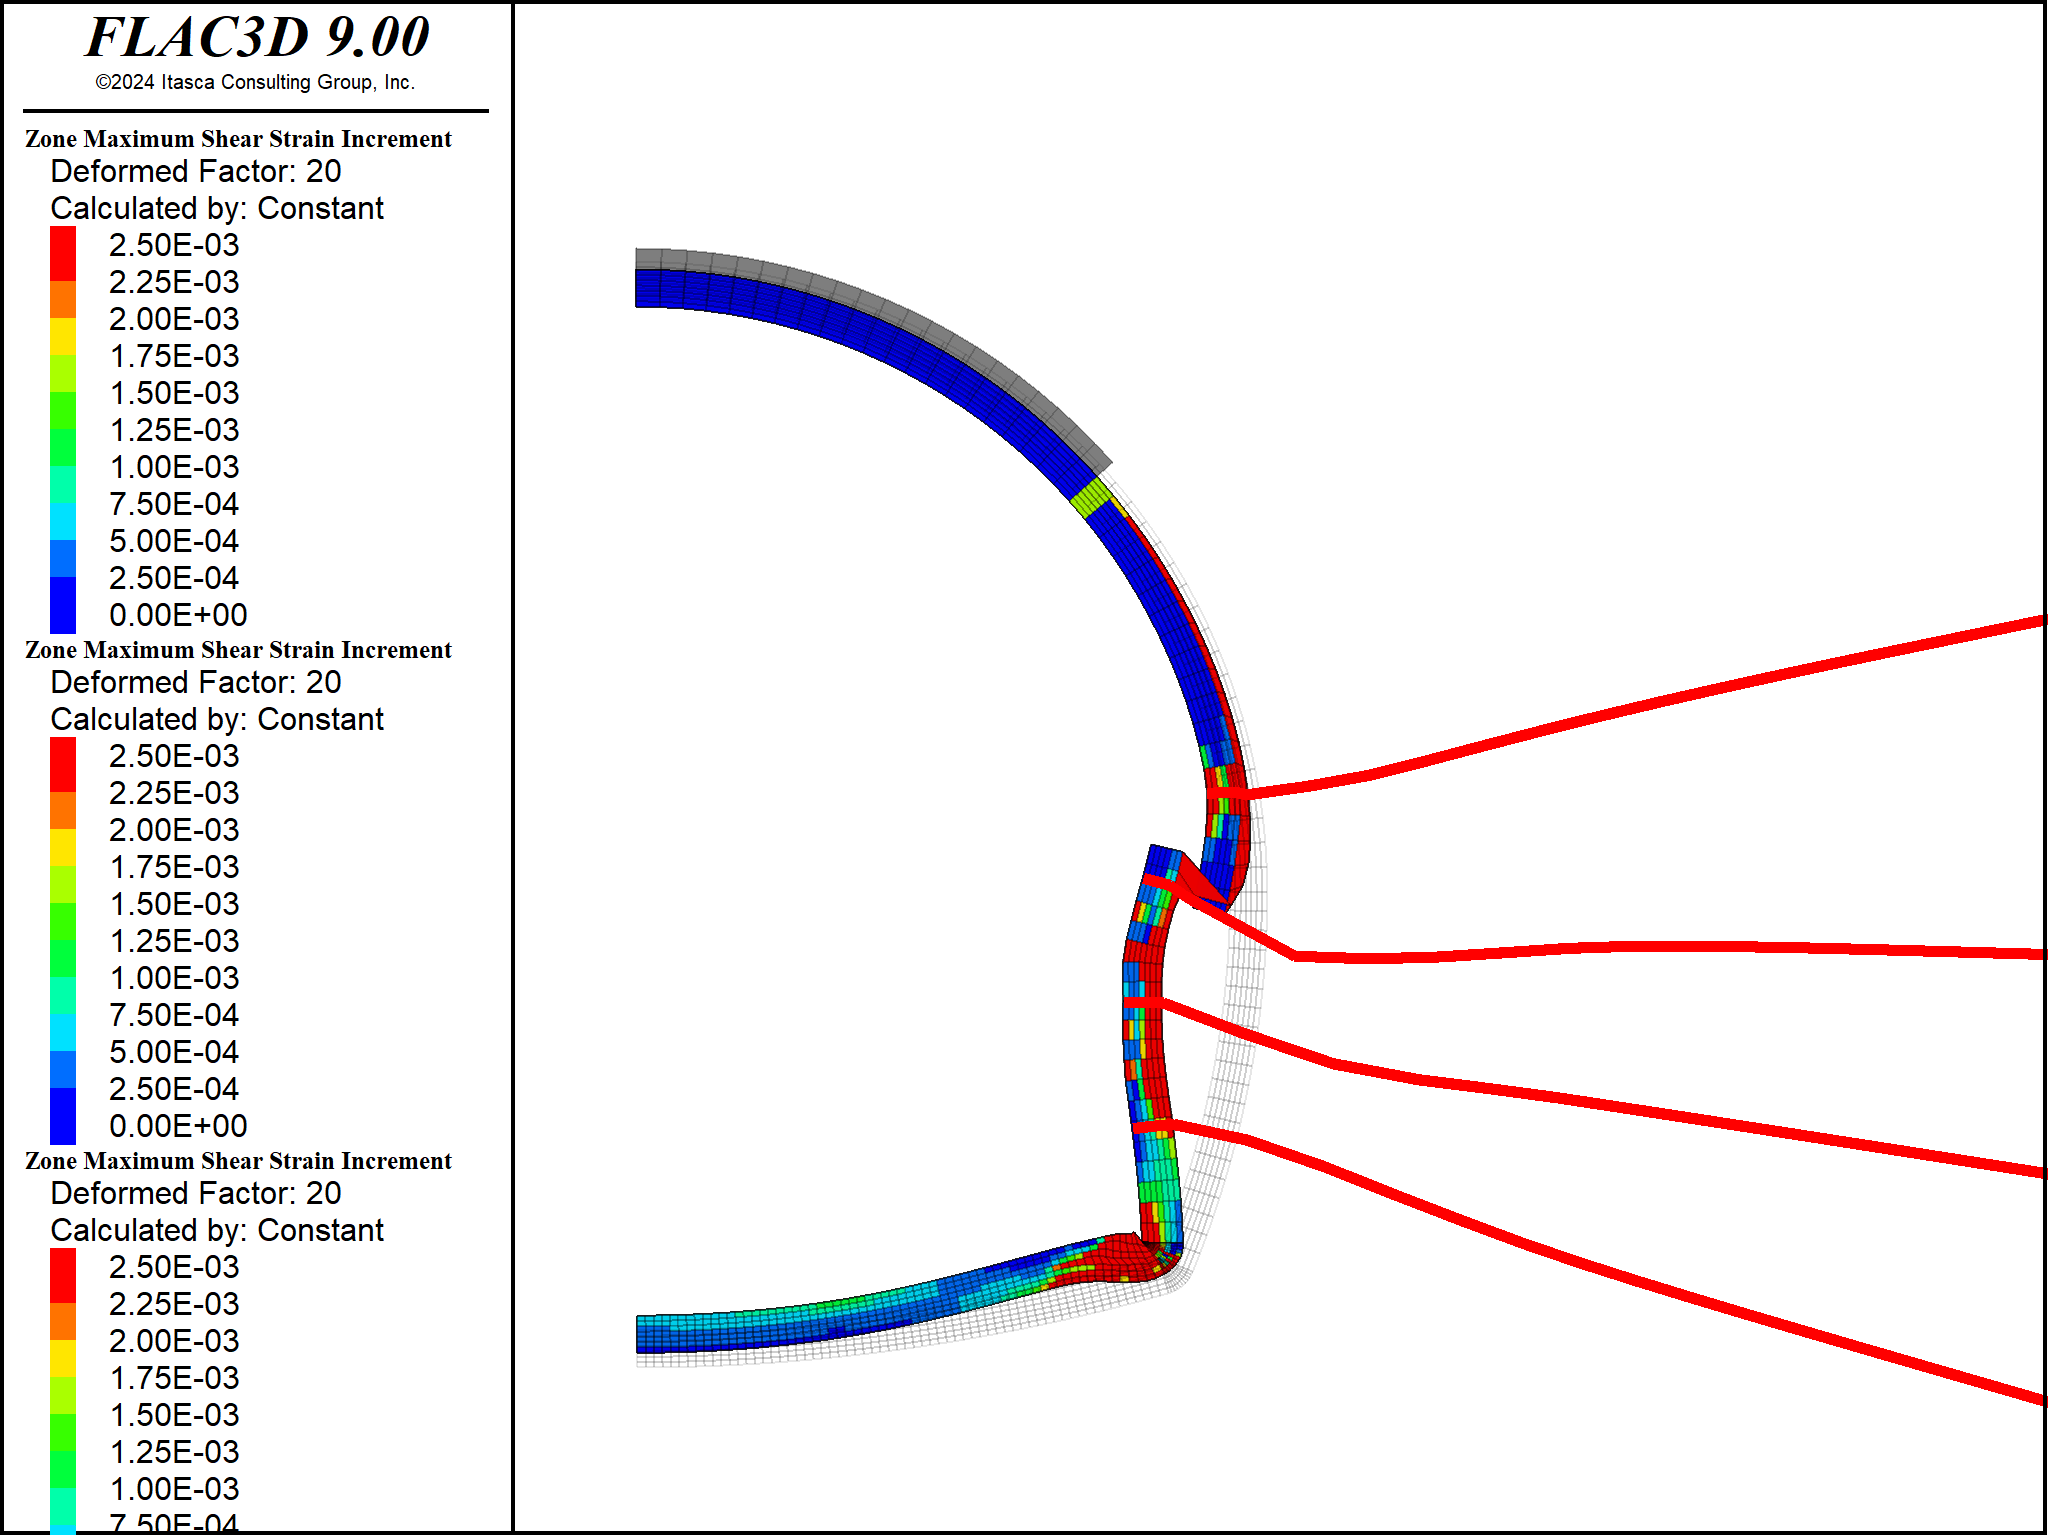 FLAC3D 9.00
©2024 Itasca Consulting Group, Inc.
Zone Maximum Shear Strain Increment
Deformed Factor: 20
Calculated by: Constant
2.50E-03
2.25E-03
2.00E-03
1.75E-03
1.50E-03
1.25E-03
1.00E-03
7.50E-04
5.00E-04
2.50E-04
0.00E+00
Zone Maximum Shear Strain Increment
Deformed Factor: 20
Calculated by: Constant
2.50E-03
2.25E-03
2.00E-03
1.75E-03
1.50E-03
1.25E-03
1.00E-03
7.50E-04
5.00E-04
2.50E-04
0.00E+00
Zone Maximum Shear Strain Increment
Deformed Factor: 20
Calculated by: Constant
2.50E-03
2.25E-03
2.00E-03
1.75E-03
1.50E-03
1.25E-03
1.00E-03
7.50E-04